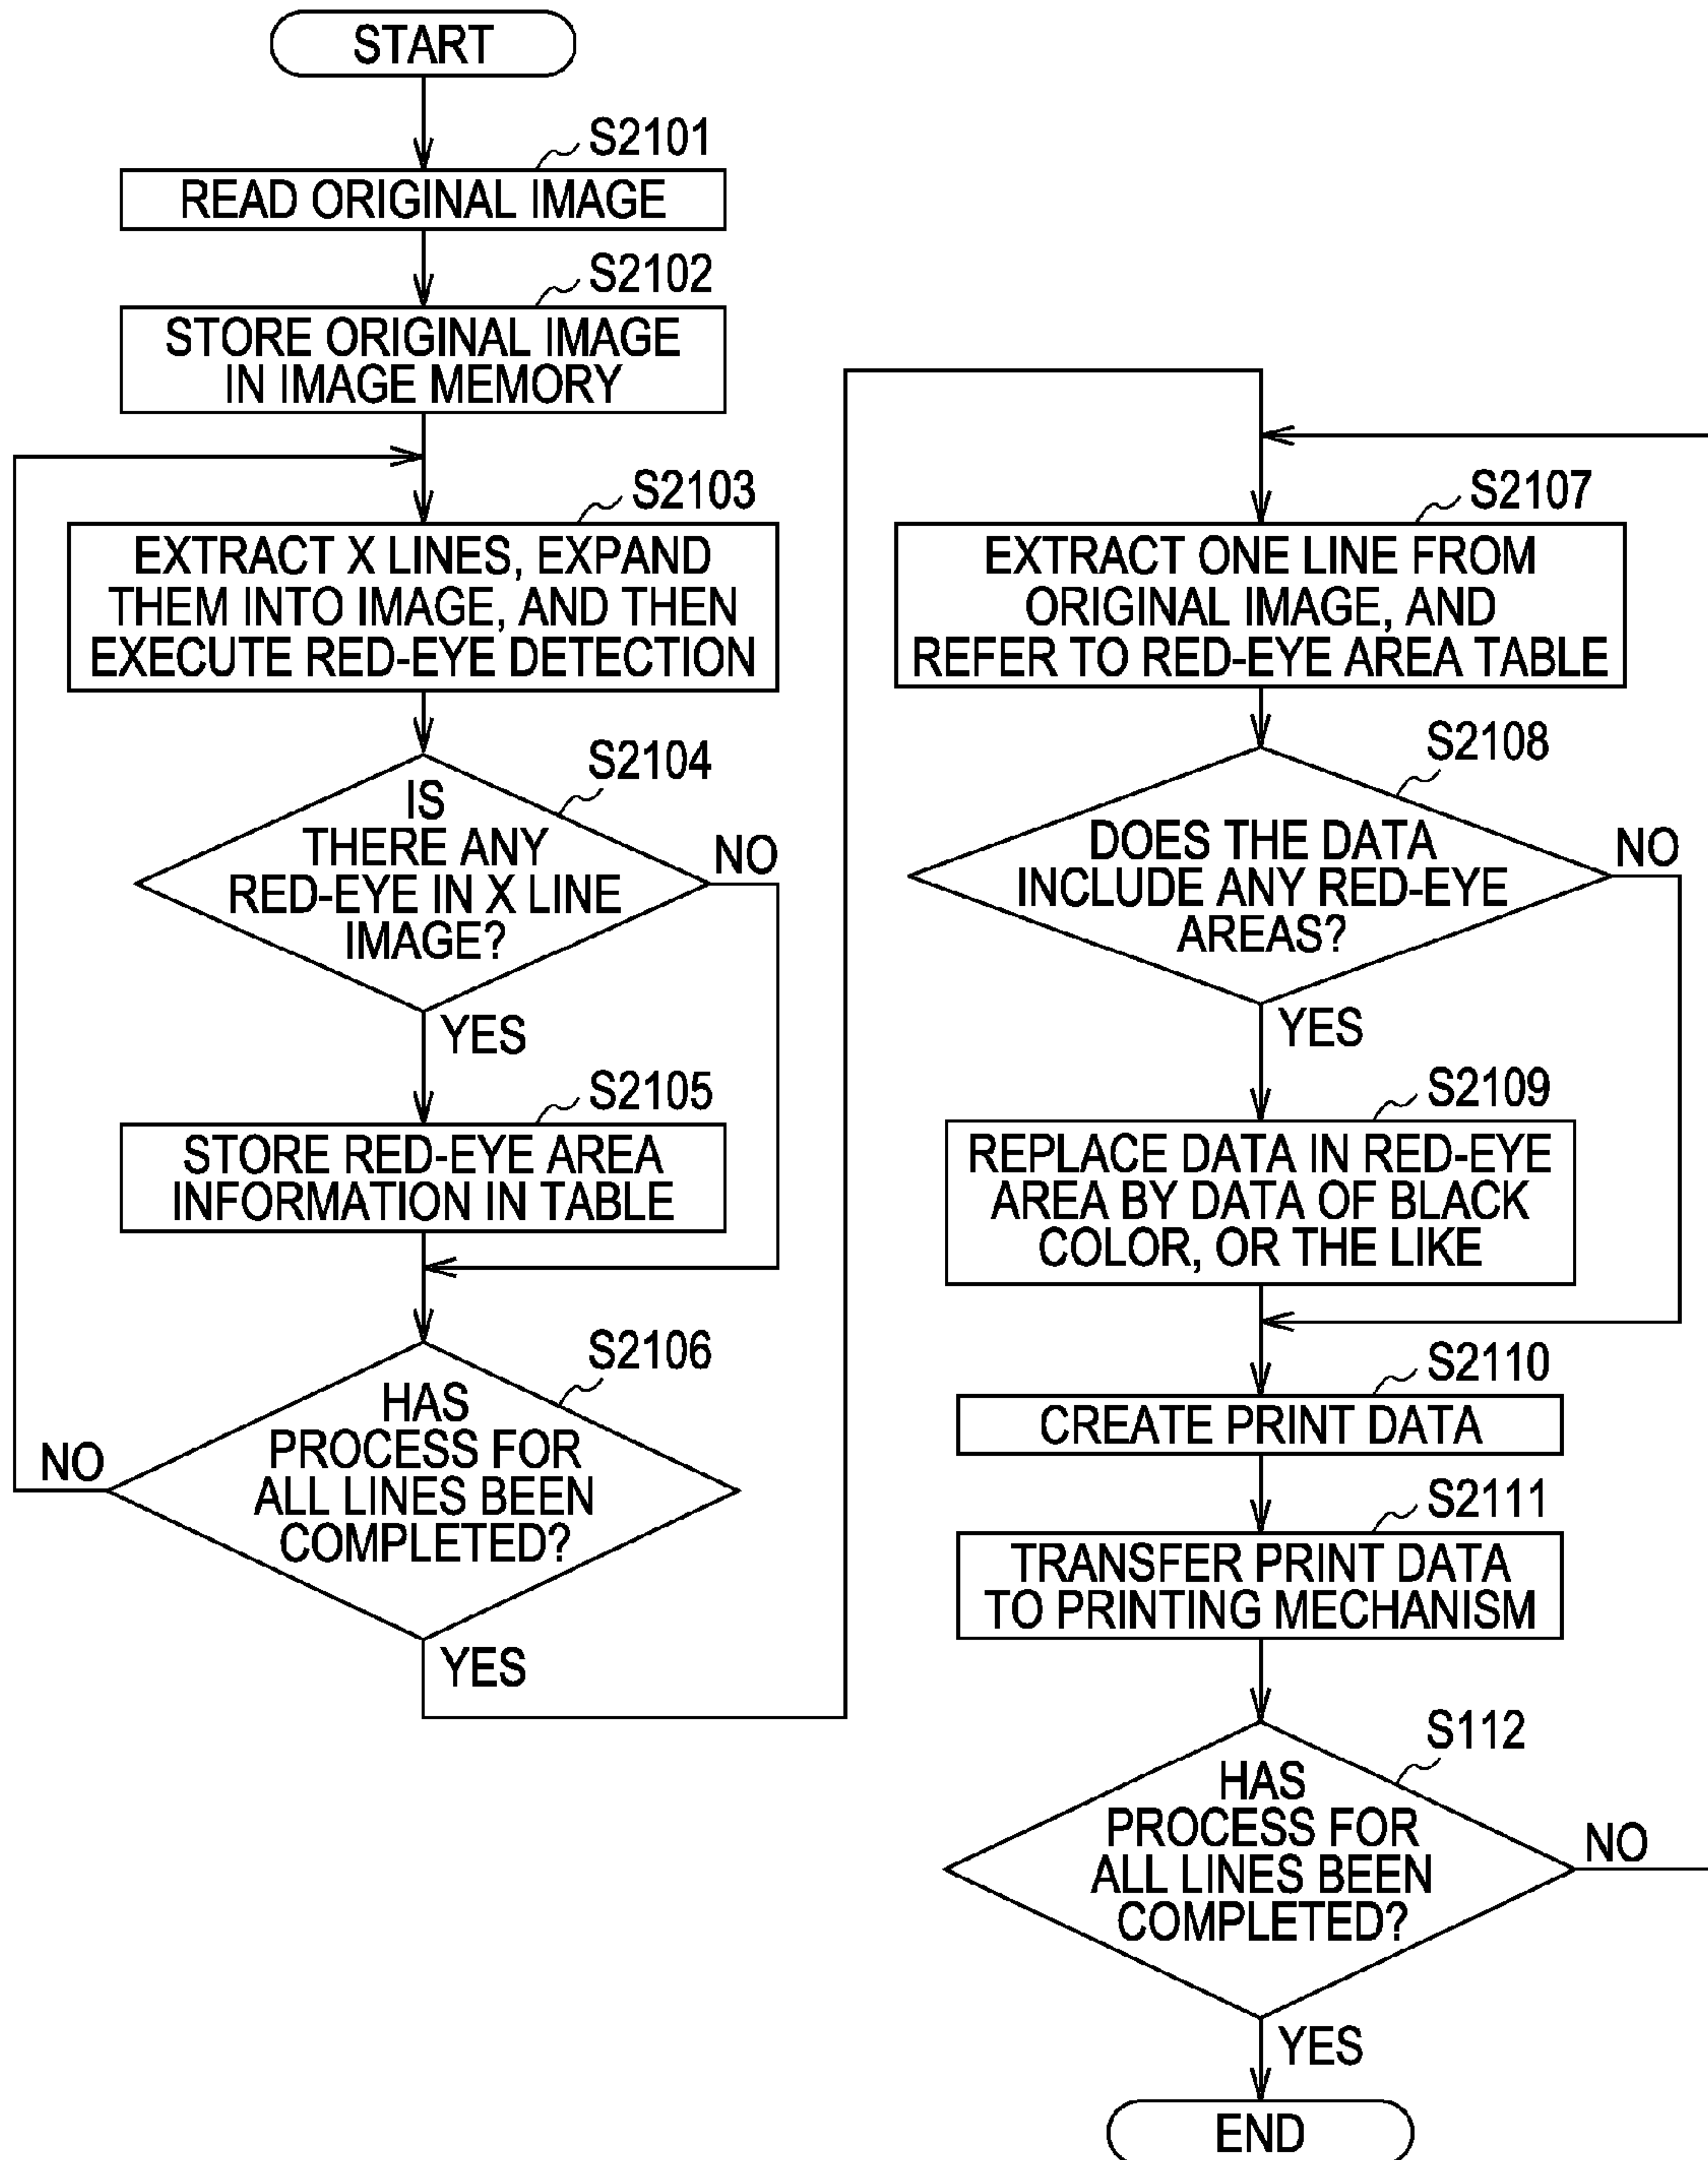 START
S2101
READ ORIGINAL IMAGE
S2102
STORE ORIGINAL IMAGE
IN IMAGE MEMORY
S2103
EXTRACT X LINES, EXPAND
THEM INTO IMAGE, AND THEN
EXECUTE RED-EYE DETECTION
S2104
IS
THERE ANY
RED-EYE IN X LINE
IMAGE?
NO
YES
S2105
STORE RED-EYE AREA
INFORMATION IN TABLE
S2106
HAS
PROCESS FOR
ALL LINES BEEN
COMPLETED?
NO
YES
S2107
EXTRACT ONE LINE FROM
ORIGINAL IMAGE, AND
REFER TO RED-EYE AREA TABLE
S2108
DOES THE DATA
INCLUDE ANY RED-EYE
AREAS?
NO
YES
S2109
REPLACE DATA IN RED-EYE
AREA BY DATA OF BLACK
COLOR, OR THE LIKE
S2110
CREATE PRINT DATA
S2111
TRANSFER PRINT DATA
TO PRINTING MECHANISM
S112
HAS
PROCESS FOR
ALL LINES BEEN
COMPLETED?
NO
YES
END